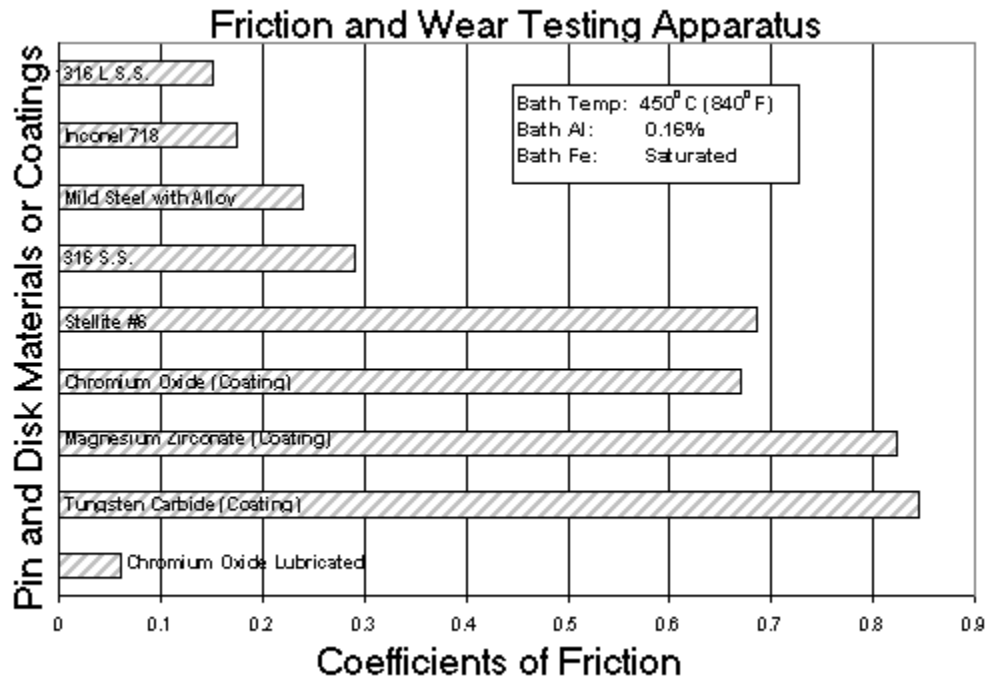 Friction and Wear Testing Apparatus
Pin and Disk Materials or Coatings
316 L S.S.
Bath Temp: 450° C (840° F)
Bath Al: 0.16%
Bath Fe: Saturated
Inconel 718
Mild Steel with Alloy
316 S.S.
Stellite #6
Chromium Oxide (Coating)
Magnesium Zirconate (Coating)
Tungsten Carbide (Coating)
Chromium Oxide Lubricated
0 0.1 0.2 0.3 0.4 0.5 0.6 0.7 0.8 0.9
Coefficients of Friction